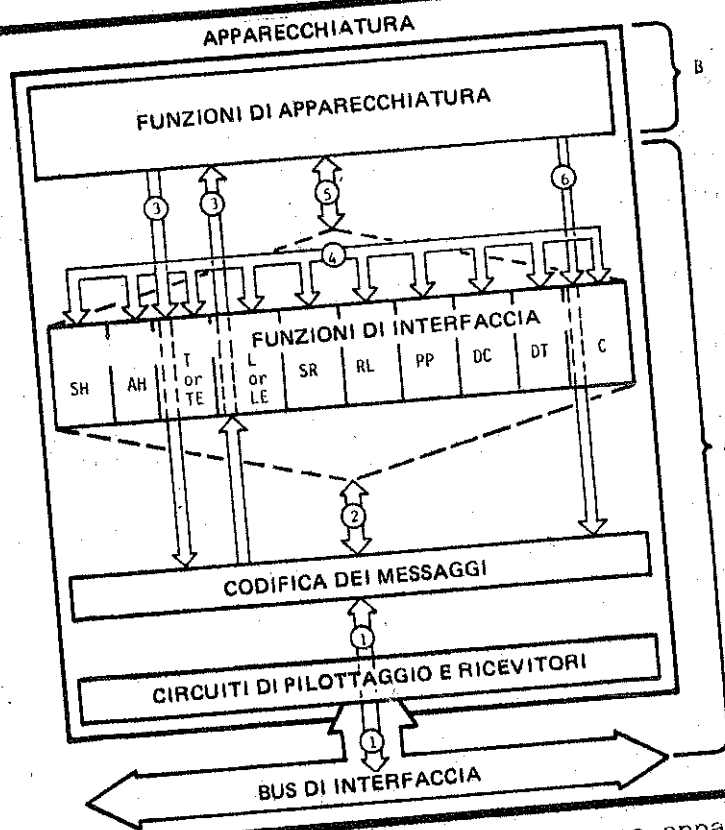 APPARECCHIATURA
FUNZIONI DI APPARECCHIATURA
B
3
3
5
6
4
FUNZIONI DI INTERFACCIA
SH
AH
T
or
TE
L
or
LE
SR
RL
PP
DC
DT
C
2
CODIFICA DEI MESSAGGI
1
CIRCUITI DI PILOTTAGGIO E RICEVITORI
1
BUS DI INTERFACCIA